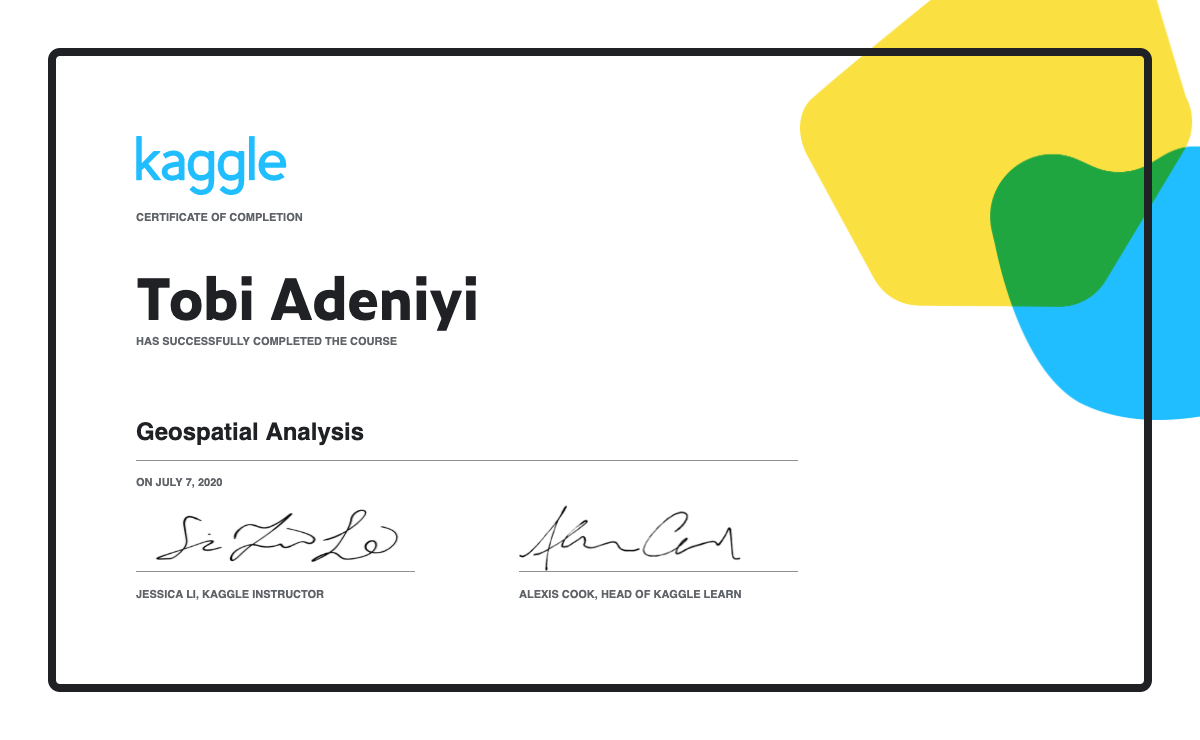 kaggle
CERTIFICATE OF COMPLETION
Tobi Adeniyi
HAS SUCCESSFULLY COMPLETED THE COURSE
Geospatial Analysis
ON JULY 7, 2020
JESSICA LI, KAGGLE INSTRUCTOR
ALEXIS COOK, HEAD OF KAGGLE LEARN